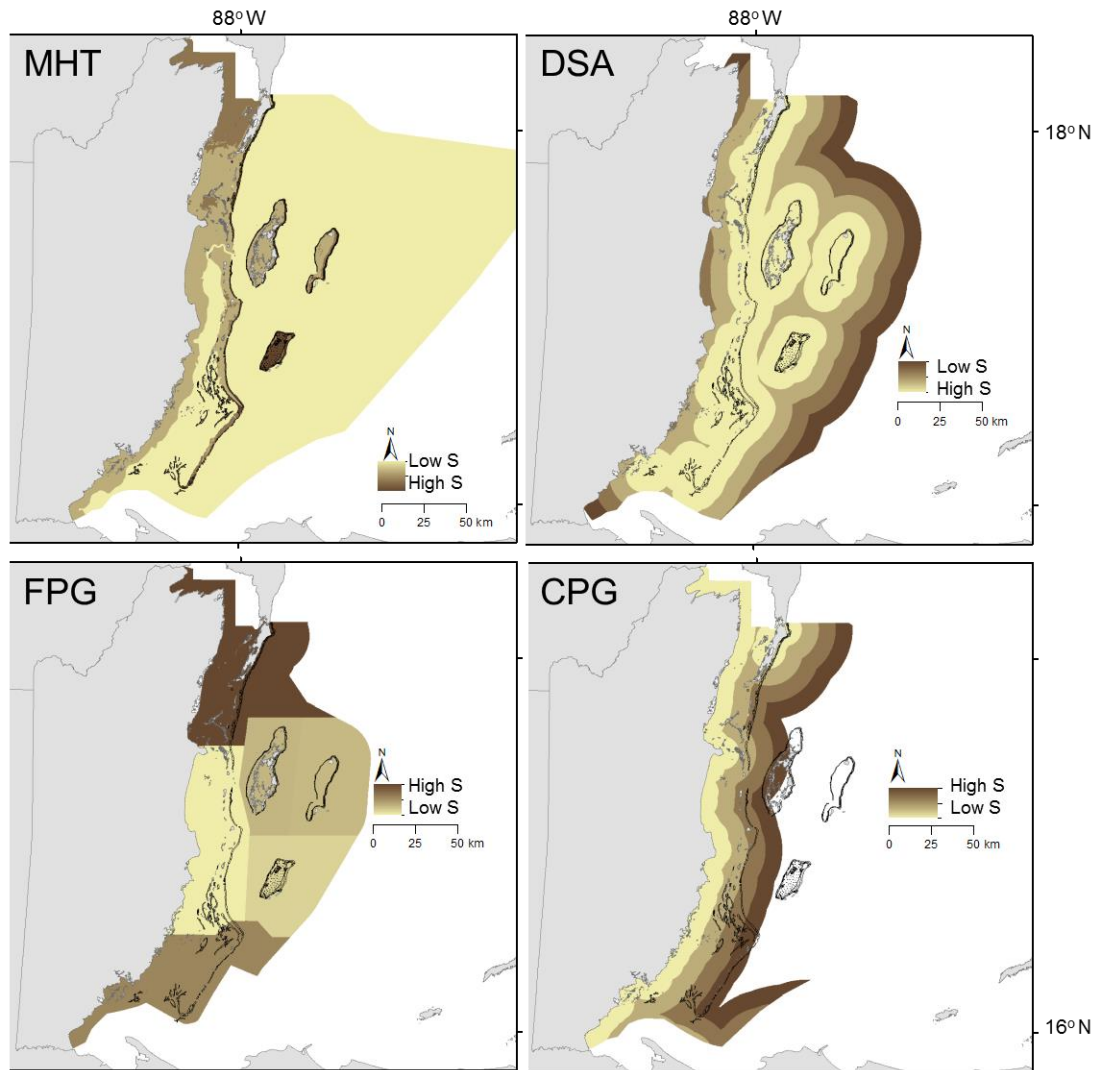 88° W 88° W
MHT
DSA
18° N
N
Low S
High S
0 25 50 km
N
Low S
High S
0 25 50 km
FPG
CPG
N
High S
Low S
0 25 50 km
N
High S
Low S
0 25 50 km
16° N